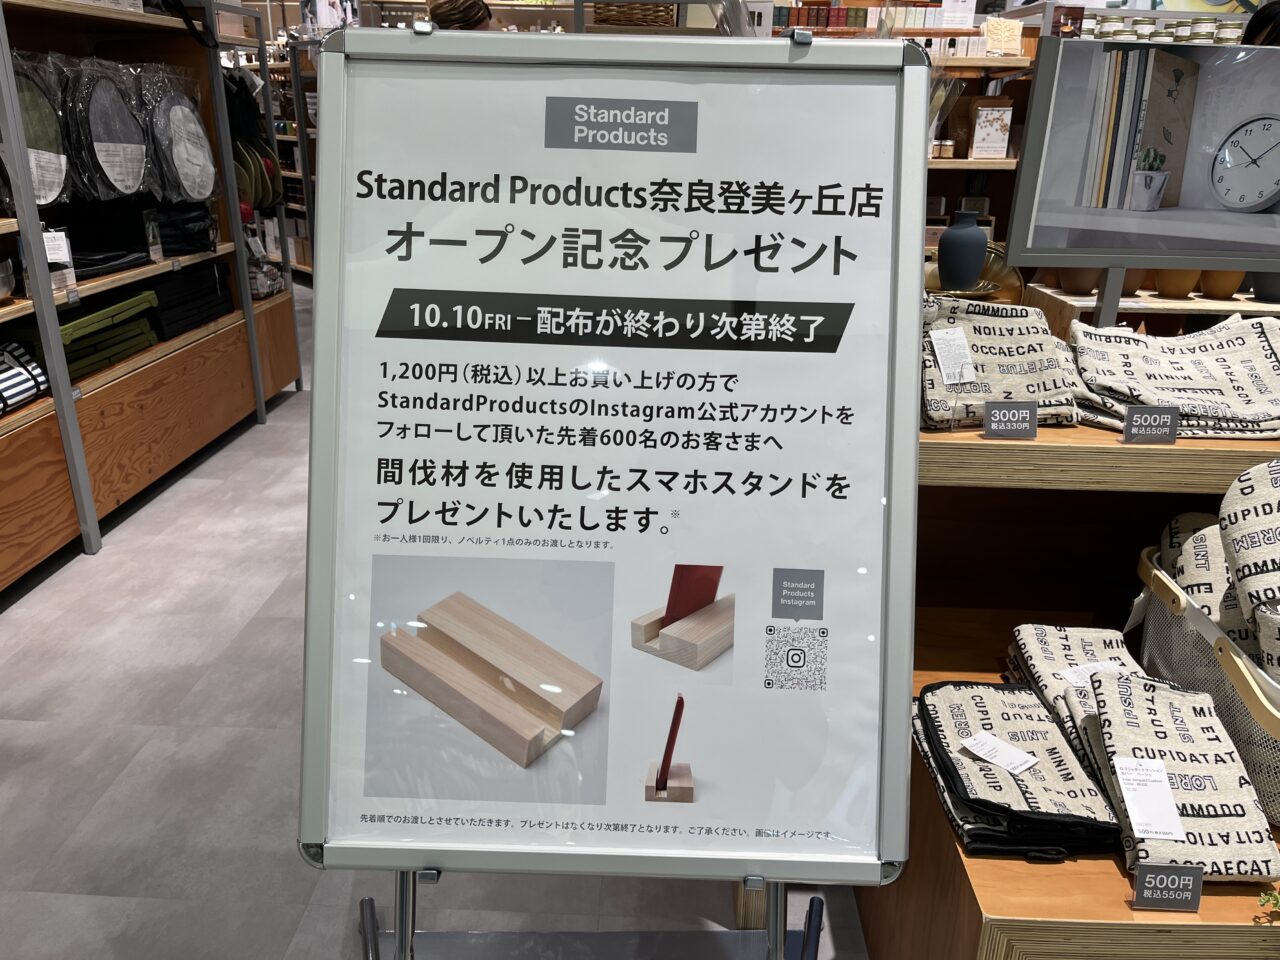 Standard
Products
Standard Products奈良登美ヶ丘店
オープン記念プレゼント
10.10FRI－配布が終わり次第終了
1,200円（税込）以上お買い上げの方で
StandardProductsのInstagram公式アカウントを
フォローして頂いた先着600名のお客さまへ
間伐材を使用したスマホスタンドを
プレゼントいたします。※
※お一人様1回限り、ノベルティ1点のみのお渡しとなります。
Standard
Products
Instagram
先着順でのお渡しとさせていただきます。プレゼントはなくなり次第終了となります。ご了承ください。画像はイメージです。
300円
税込330円
500円
税込550円
500円
税込550円
COMMODO
OCCAECAT
CUPIDATAT
LABORUM
CUPIDATAT
LOREM
COMMODO
OCCAECAT